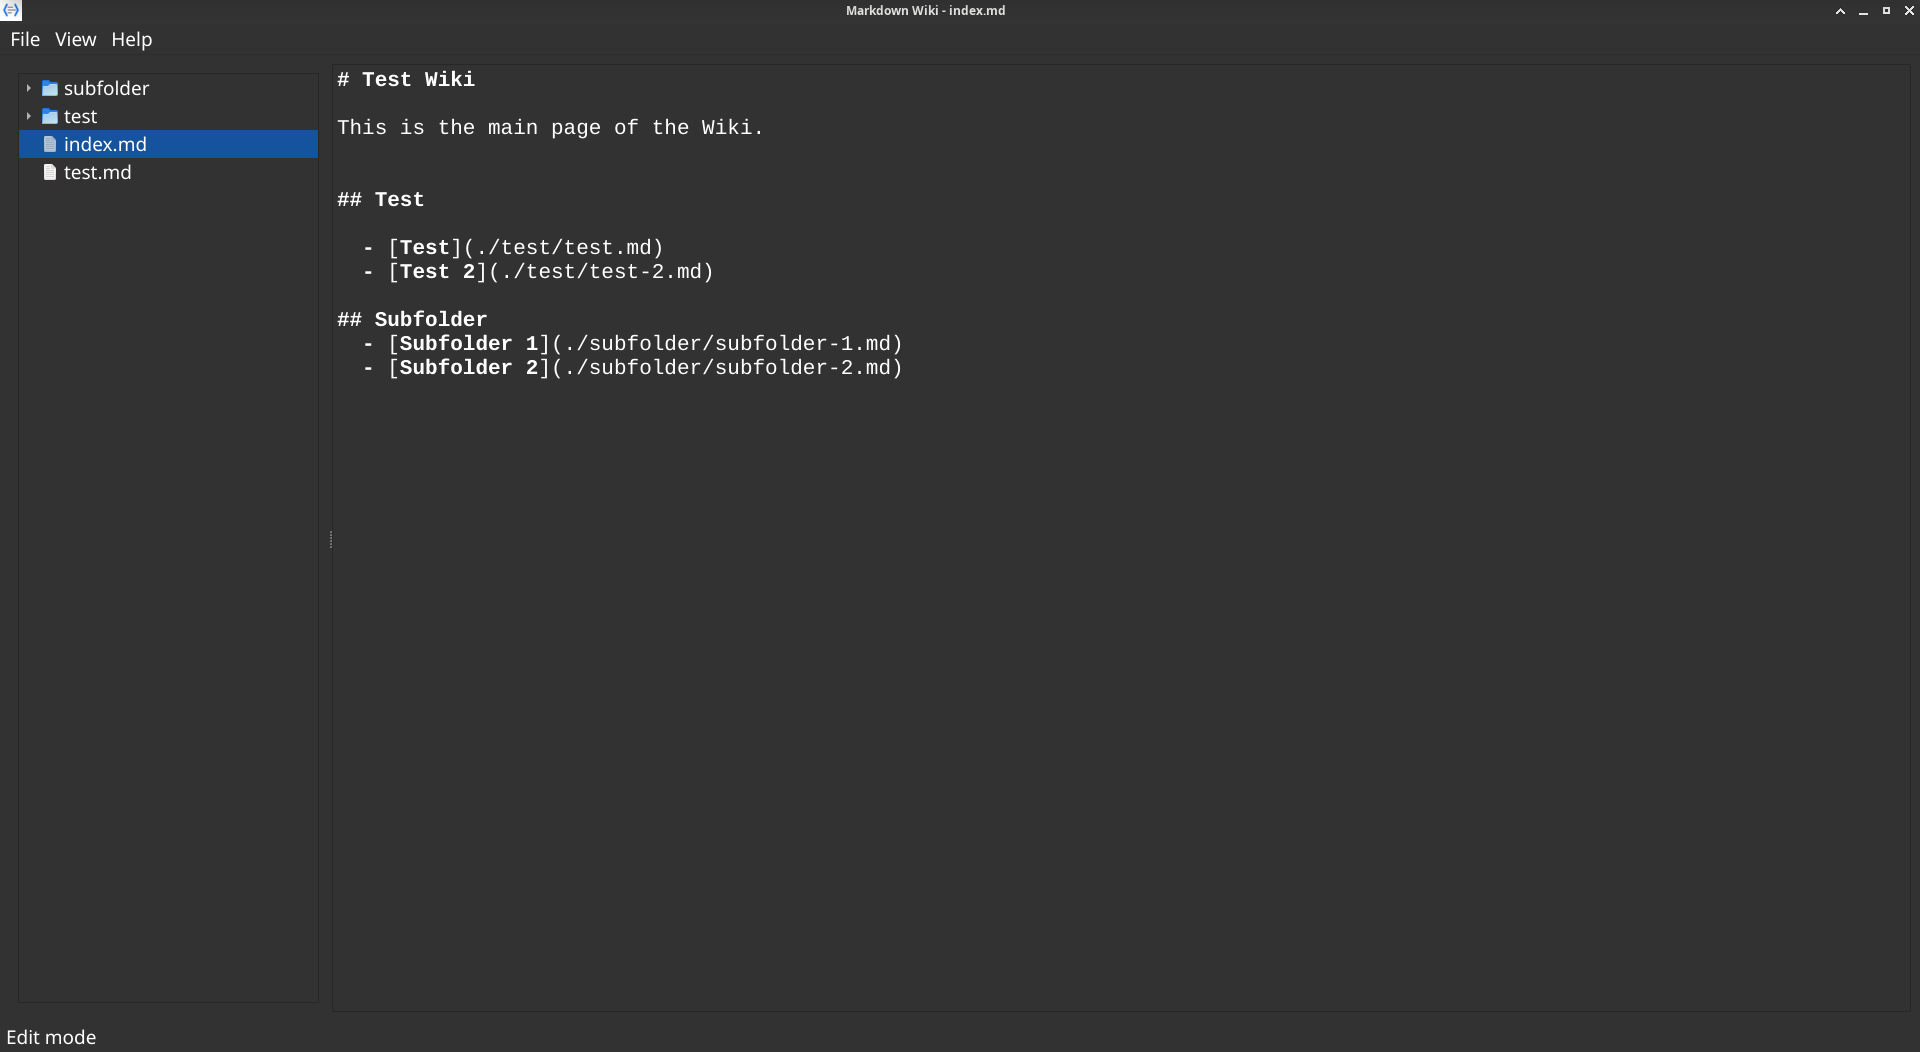 Markdown Wiki - index.md
File View Help
subfolder
test
index.md
test.md
# Test Wiki
This is the main page of the Wiki.
## Test
- [Test](./test/test.md)
- [Test 2](./test/test-2.md)
## Subfolder
- [Subfolder 1](./subfolder/subfolder-1.md)
- [Subfolder 2](./subfolder/subfolder-2.md)
Edit mode